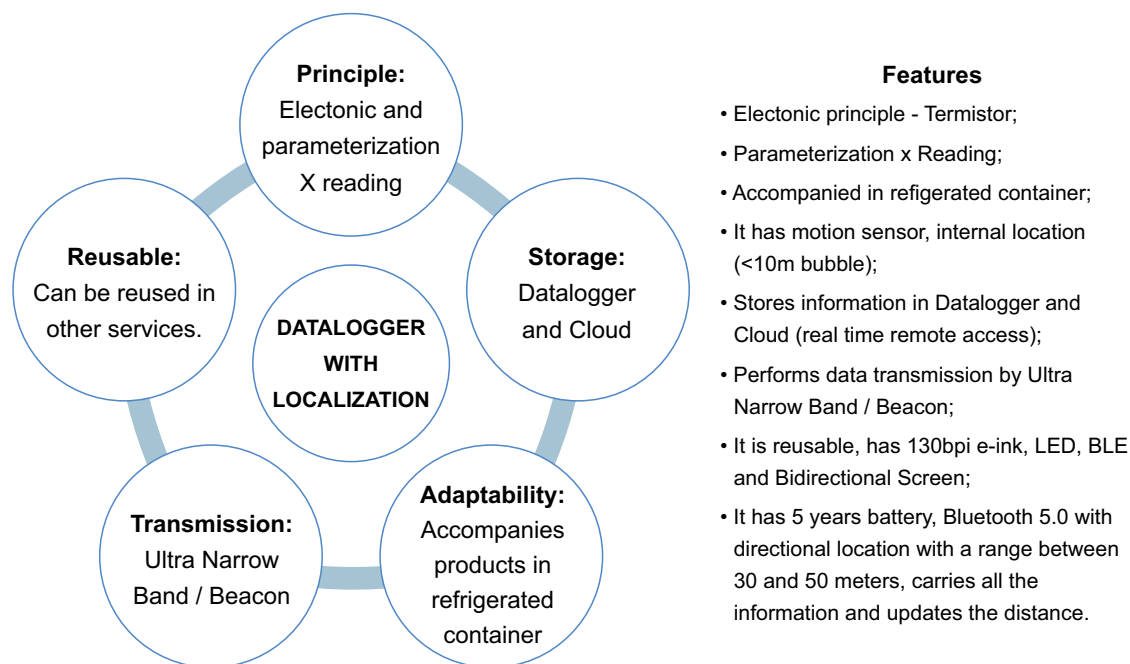 Principle:
Electonic and
parameterization
X reading
Reusable:
Can be reused in
other services.
Storage:
Datalogger
and Cloud
DATALOGGER
WITH
LOCALIZATION
Transmission:
Ultra Narrow
Band / Beacon
Adaptability:
Accompanies
products in
refrigerated
container
Features
• Electonic principle - Termistor;
• Parameterization x Reading;
• Accompanied in refigerated container;
• It has motion sensor, internal location
(<10m bubble);
• Stores information in Datalogger and
Cloud (real time remote access);
• Performs data transmission by Ultra
Narrow Band / Beacon;
• It is reusable, has 130bpi e-ink, LED, BLE
and Bidirectional Screen;
• It has 5 years battery, Bluetooth 5.0 with
directional location with a range between
30 and 50 meters, carries all the
information and updates the distance.